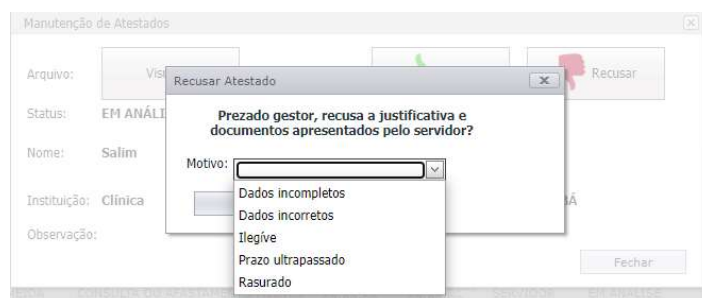 Manutenção de Atestados
Arquivo:
Recusar
Recusar Atestado
Status: EM ANÁLI
Prezado gestor, recusa a justificativa e
documentos apresentados pelo servidor?
Nome: Salim
Motivo:
Dados incompletos
Dados incorretos
Ilegíve
Prazo ultrapassado
Rasurado
Instituição: Clínica
Observação:
Fechar